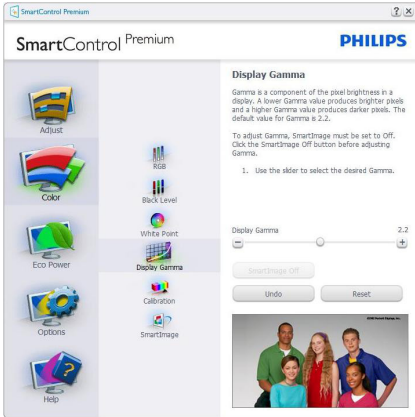 SmartControl Premium
SmartControl Premium
PHILIPS
Adjust
Color
Eco Power
Options
Help
RGB
Black Level
White Point
Display Gamma
Calibration
SmartImage
Display Gamma
Gamma is a component of the pixel brightness in a
display. A lower Gamma value produces brighter pixels
and a higher Gamma value produces darker pixels. The
default value for Gamma is 2.2.
To adjust Gamma, SmartImage must be set to Off.
Click the SmartImage Off button before adjusting
Gamma.
1. Use the slider to select the desired Gamma.
Display Gamma 2.2
SmartImage Off
Undo Reset